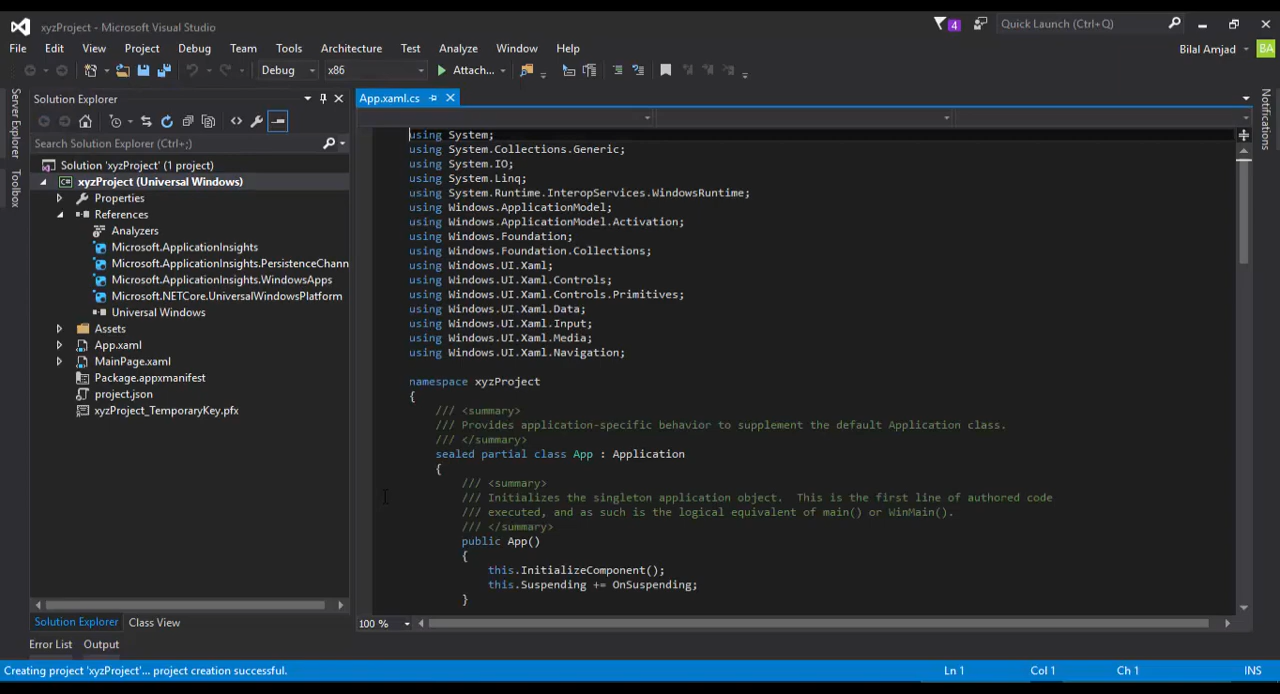 xyzProject - Microsoft Visual Studio
4
Quick Launch (Ctrl+Q)
File Edit View Project Debug Team Tools Architecture Test Analyze Window Help
Bilal Amjad
BA
Debug x86 Attach...
Server Explorer
Toolbox
Solution Explorer
Search Solution Explorer (Ctrl+;)
Solution 'xyzProject' (1 project)
xyzProject (Universal Windows)
Properties
References
Analyzers
Microsoft.ApplicationInsights
Microsoft.ApplicationInsights.PersistenceChann
Microsoft.ApplicationInsights.WindowsApps
Microsoft.NETCore.UniversalWindowsPlatform
Universal Windows
Assets
App.xaml
MainPage.xaml
Package.appxmanifest
project.json
xyzProject_TemporaryKey.pfx
Solution Explorer Class View
Error List Output
App.xaml.cs
using System;
using System.Collections.Generic;
using System.IO;
using System.Linq;
using System.Runtime.InteropServices.WindowsRuntime;
using Windows.ApplicationModel;
using Windows.ApplicationModel.Activation;
using Windows.Foundation;
using Windows.Foundation.Collections;
using Windows.UI.Xaml;
using Windows.UI.Xaml.Controls;
using Windows.UI.Xaml.Controls.Primitives;
using Windows.UI.Xaml.Data;
using Windows.UI.Xaml.Input;
using Windows.UI.Xaml.Media;
using Windows.UI.Xaml.Navigation;
namespace xyzProject
{
/// <summary>
/// Provides application-specific behavior to supplement the default Application class.
/// </summary>
sealed partial class App : Application
{
/// <summary>
/// Initializes the singleton application object.  This is the first line of authored code
/// executed, and as such is the logical equivalent of main() or WinMain().
/// </summary>
public App()
{
this.InitializeComponent();
this.Suspending += OnSuspending;
}
100 %
Notifications
Creating project 'xyzProject'... project creation successful.
Ln 1 Col 1 Ch 1 INS